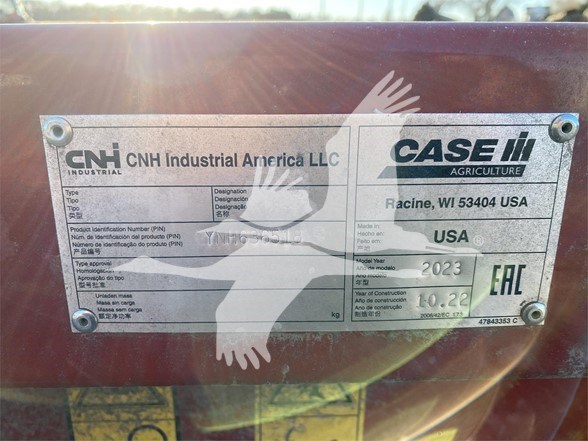 CNH
INDUSTRIAL
CNH Industrial America LLC
CASE IH
AGRICULTURE
Racine, WI 53404 USA
Type
Tipo
Tipo
类型
Designation
Designación
Designação
名称
Product Identification Number (PIN)
Núm. de identificación del producto (PIN)
Número de identificação do produto (PIN)
产品编号
Made in:
Hecho en:
Feito em:
产出
USA
Type approval
Homologación
Aprovação do tipo
型号批准
Model Year
Año de modelo
Ano modelo
年型
2023
Unladen mass
Masa sin carga
Massa sem carga
额定净功率
kg
Year of Construction
Año de construcción
Ano de construção
制造年份
10.22
2006/42/EC
47843353 C
EAC